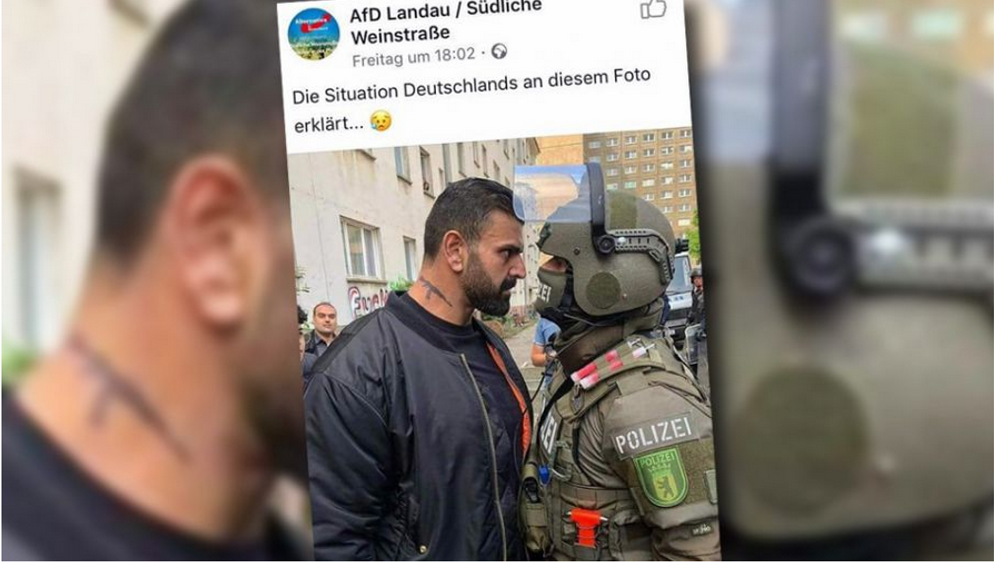 AfD Landau / Südliche
Weinstraße
Freitag um 18:02 ·
Die Situation Deutschlands an diesem Foto
erklärt... 😥
POLIZEI
POLIZEI